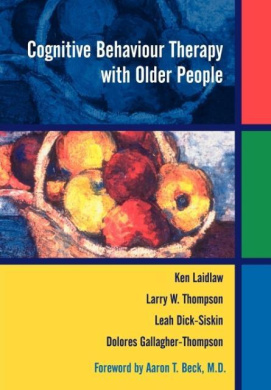 Cognitive Behaviour Therapy
with Older People
Ken Laidlaw
Larry W. Thompson
Leah Dick-Siskin
Dolores Gallagher-Thompson
Foreword by Aaron T. Beck, M.D.